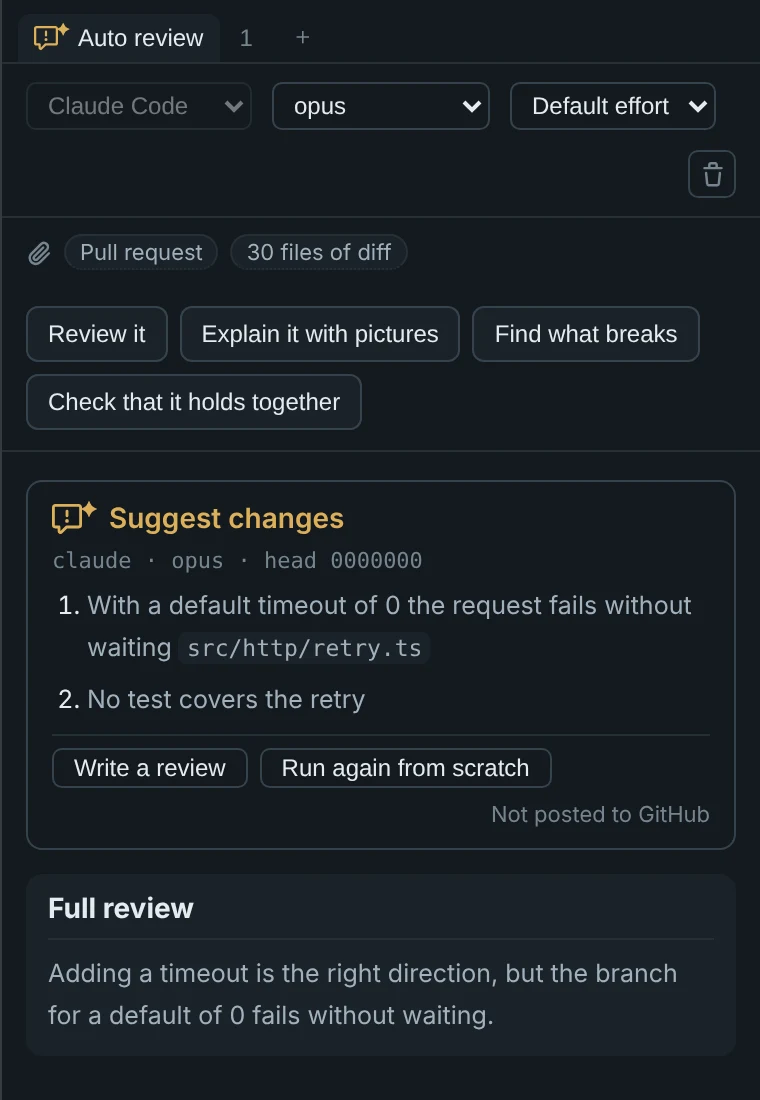 Auto review 1 +
Claude Code opus Default effort
Pull request 30 files of diff
Review it Explain it with pictures Find what breaks
Check that it holds together
Suggest changes
claude · opus · head 0000000
1. With a default timeout of 0 the request fails without
waiting src/http/retry.ts
2. No test covers the retry
Write a review Run again from scratch
Not posted to GitHub
Full review
Adding a timeout is the right direction, but the branch
for a default of 0 fails without waiting.